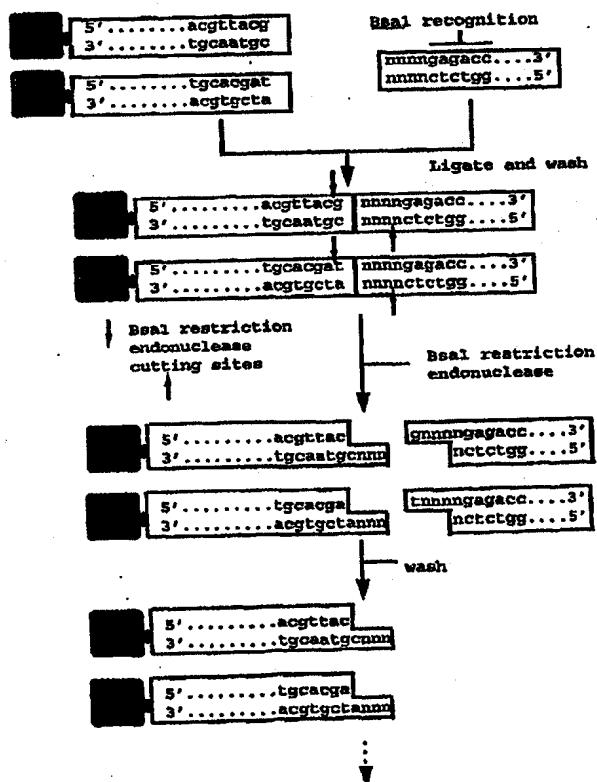 Bsa1 recognition
5'........acgttacg
3'........tgcaatgc
nnnngagacc....3'
nnnnctctgg....5'
5'........tgcacgat
3'........acgtgcta
Ligate and wash
5'.........acgttacg nnnngagacc....3'
3'.........tgcaatgc nnnnctctgg....5'
5'.........tgcacgat nnnngagacc....3'
3'.........acgtgcta nnnnctctgg....5'
Bsa1 restriction
endonuclease
cutting sites
Bsa1 restriction
endonuclease
5'.........acgttac gnnnngagacc....3'
3'.........tgcaatgcnnn nctctgg....5'
5'.........tgcacga tnnnngagacc....3'
3'.........acgtgctannn nctctgg....5'
wash
5'.........acgttac
3'.........tgcaatgcnnn
5'.........tgcacga
3'.........acgtgctannn